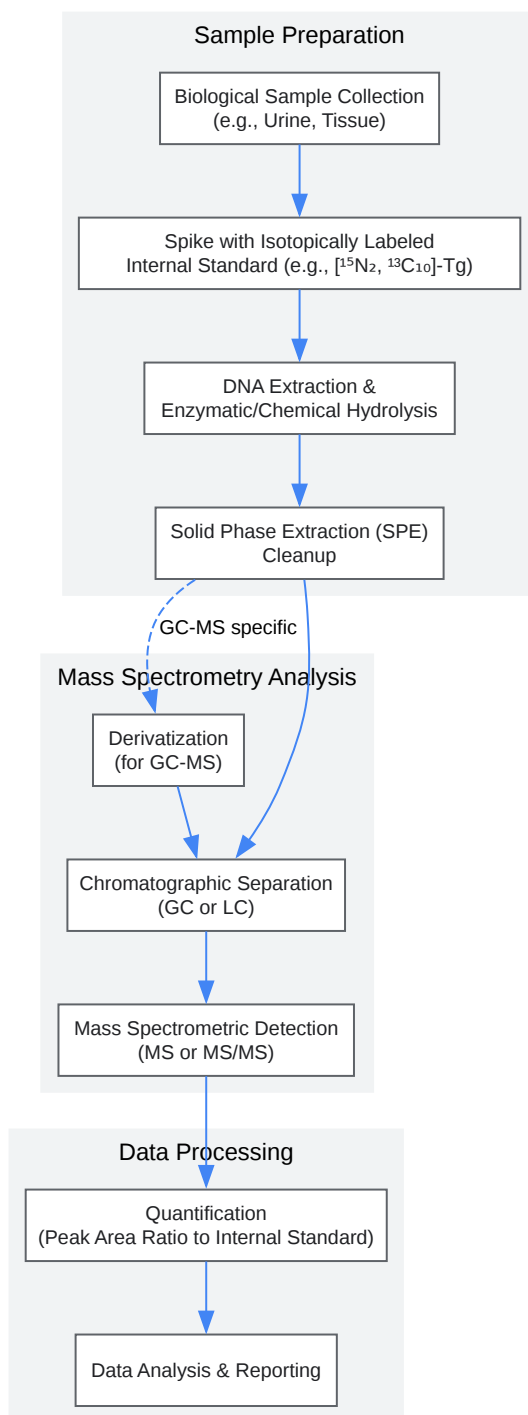 Sample Preparation
Biological Sample Collection
(e.g., Urine, Tissue)
Spike with Isotopically Labeled
Internal Standard (e.g., [¹⁵N₂, ¹³C₁₀]-Tg)
DNA Extraction &
Enzymatic/Chemical Hydrolysis
Solid Phase Extraction (SPE)
Cleanup
GC-MS specific
Mass Spectrometry Analysis
Derivatization
(for GC-MS)
Chromatographic Separation
(GC or LC)
Mass Spectrometric Detection
(MS or MS/MS)
Data Processing
Quantification
(Peak Area Ratio to Internal Standard)
Data Analysis & Reporting